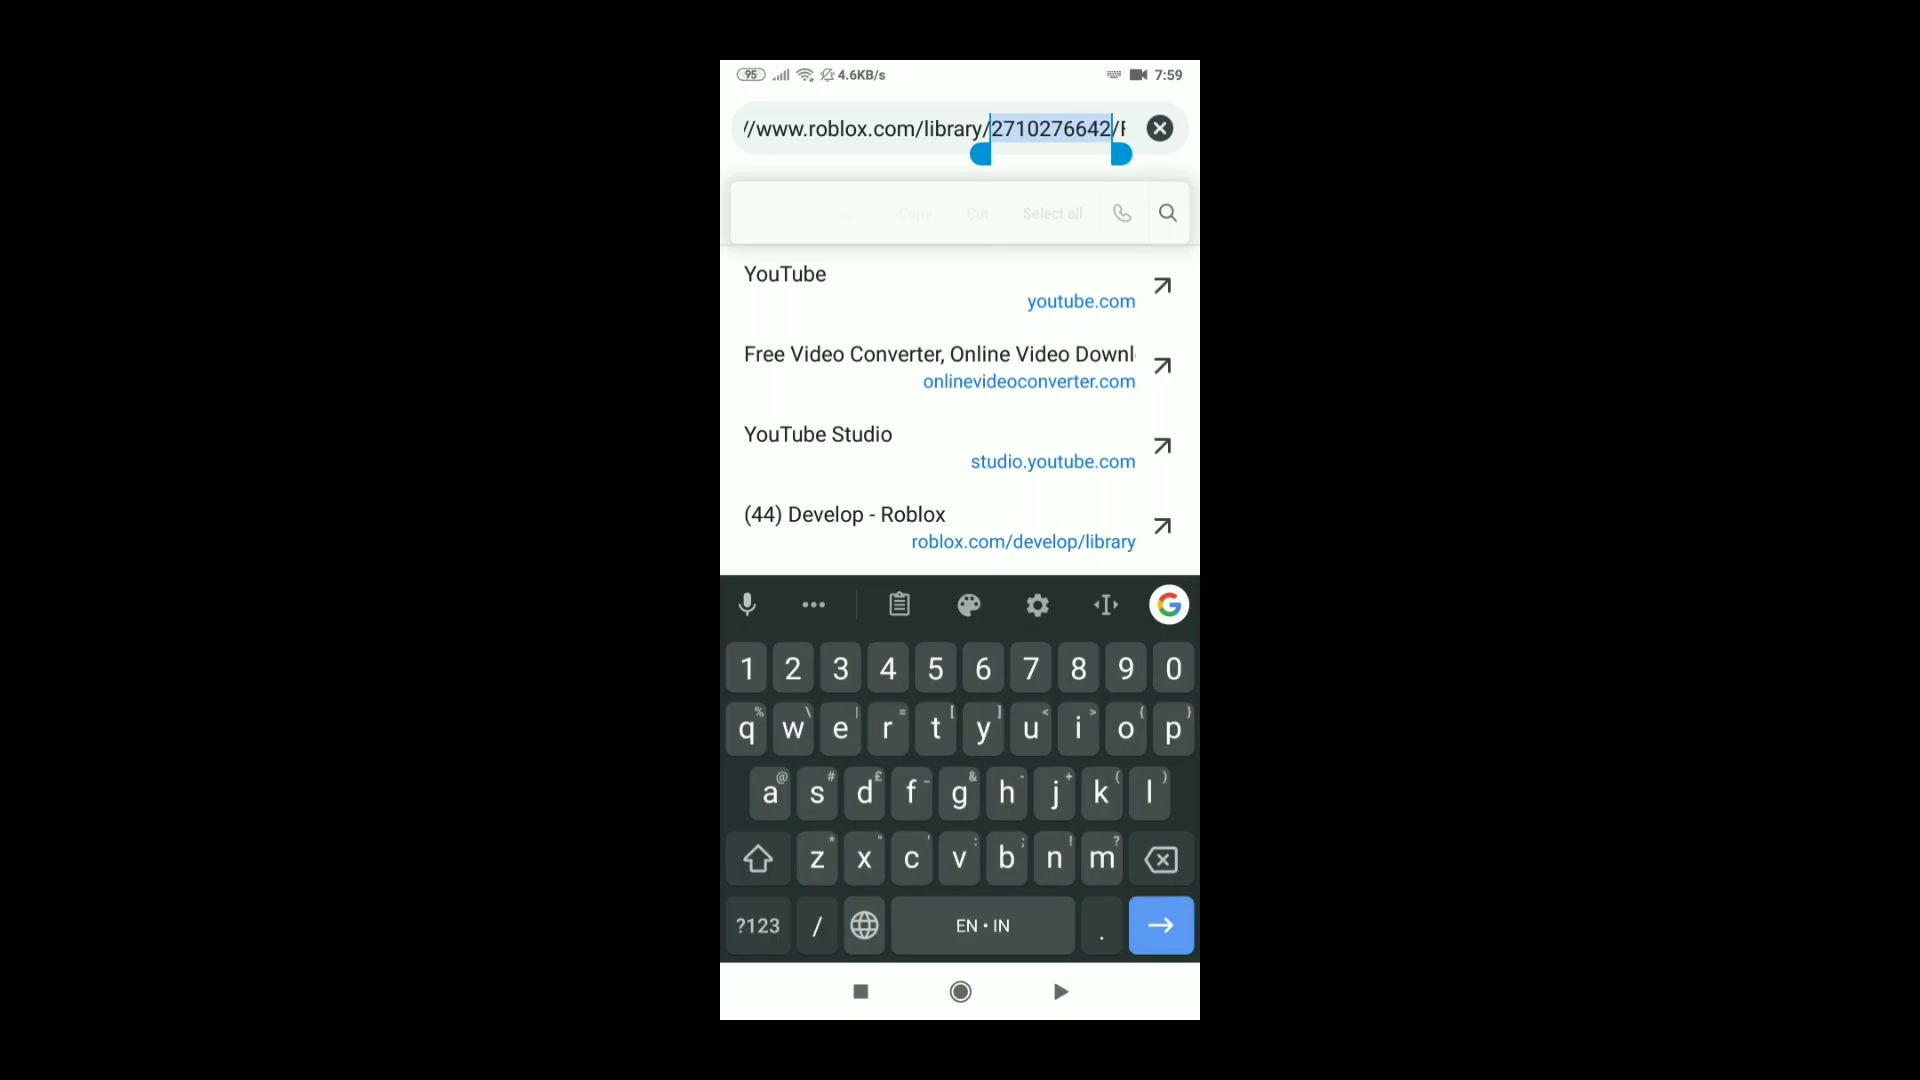 95 4.6KB/s 7:59
//www.roblox.com/library/2710276642/
Copy Cut Select all
YouTube
youtube.com
Free Video Converter, Online Video Downl
onlinevideoconverter.com
YouTube Studio
studio.youtube.com
(44) Develop - Roblox
roblox.com/develop/library
G
1 2 3 4 5 6 7 8 9 0
% \ | = [ ] < > { }
q w e r t y u i o p
@ # £ _ & - + ( )
a s d f g h j k l
* " ' : ; ! ?
z x c v b n m
?123 / EN • IN .